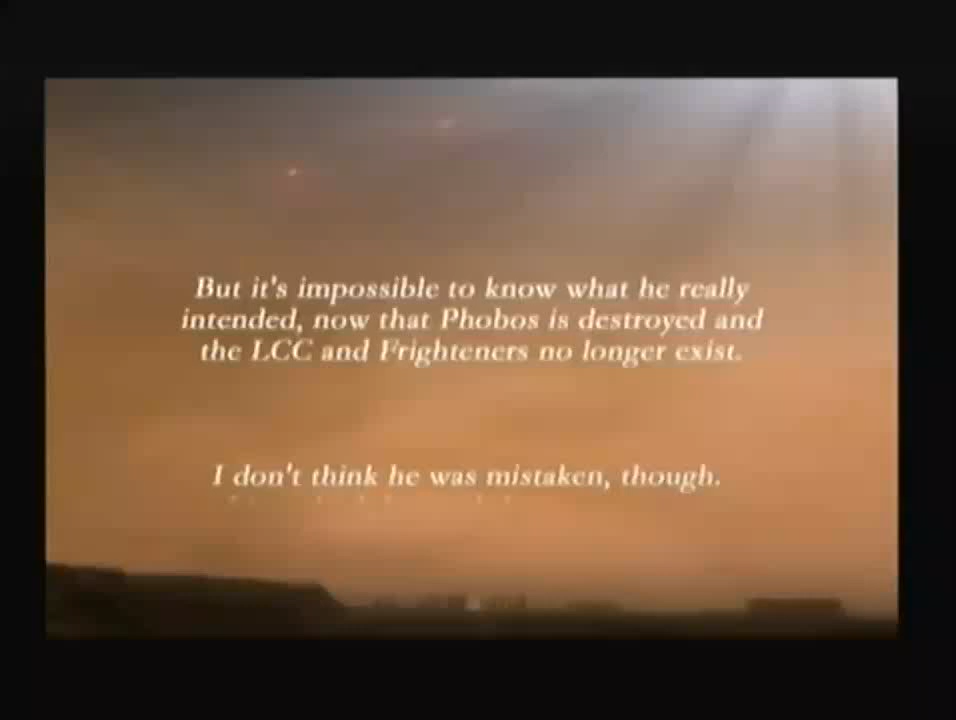 But it's impossible to know what he really
intended, now that Phobos is destroyed and
the LCC and Frighteners no longer exist.
I don't think he was mistaken, though.